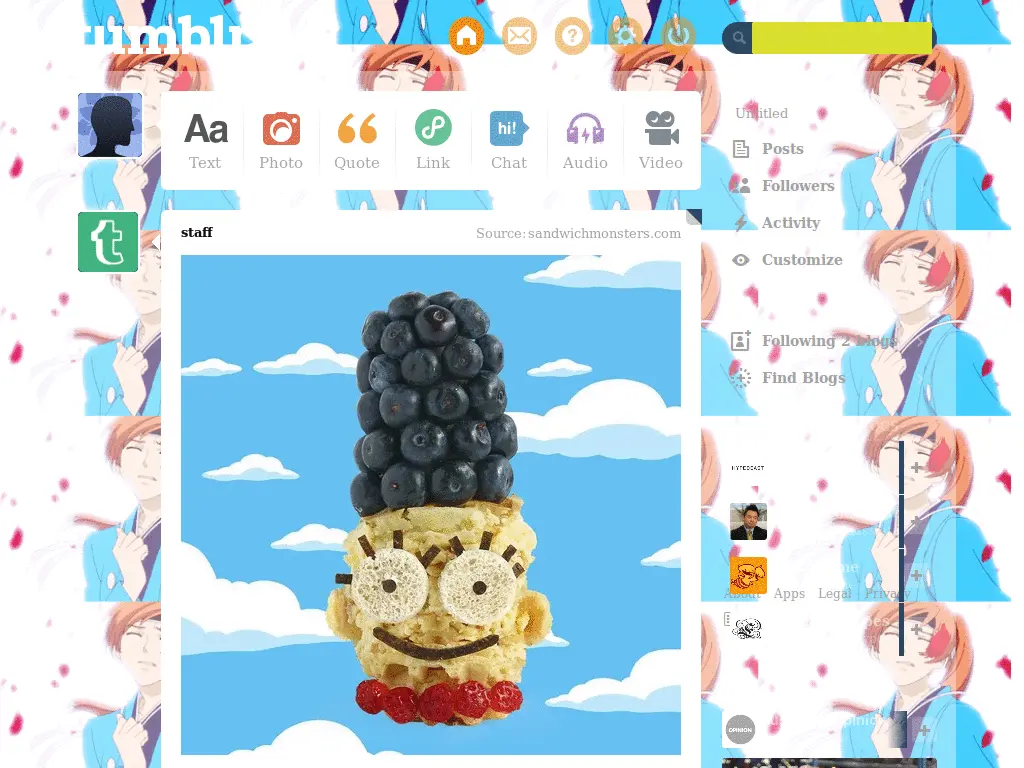 tumblr
Aa
Text
Photo
Quote
Link
hi!
Chat
Audio
Video
staff
Source: sandwichmonsters.com
t
Untitled
Posts
Followers
Activity
Customize
Following 2 blogs
Find Blogs
HYPEBEAST
About Apps Legal Privacy
OPINION